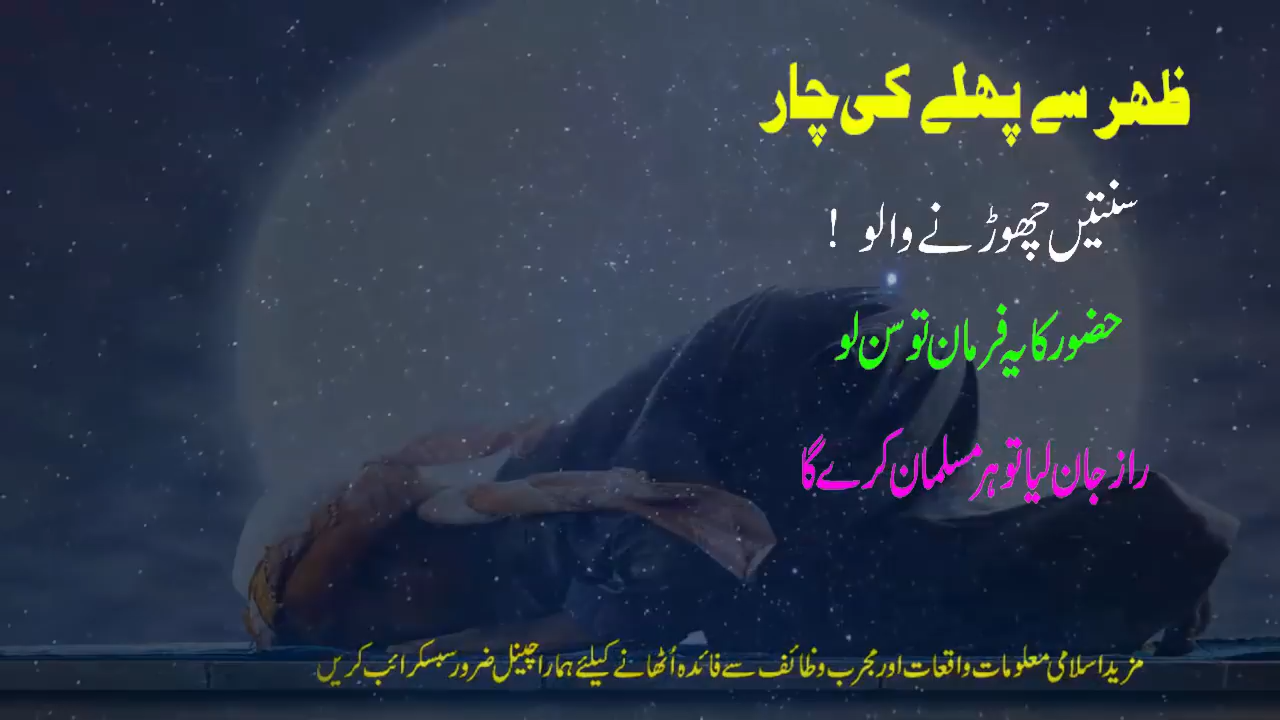 ظہر سے پہلے کی چار
سنتیں چھوڑنے والو !
حضور کا یہ فرمان تو سن لو
راز جان لیا تو ہر مسلمان کرے گا
مزید اسلامی معلومات واقعات اور مجرب وظائف سے فائدہ اُٹھانے کیلئے ہمارا چینل ضرور سبسکرائب کریں